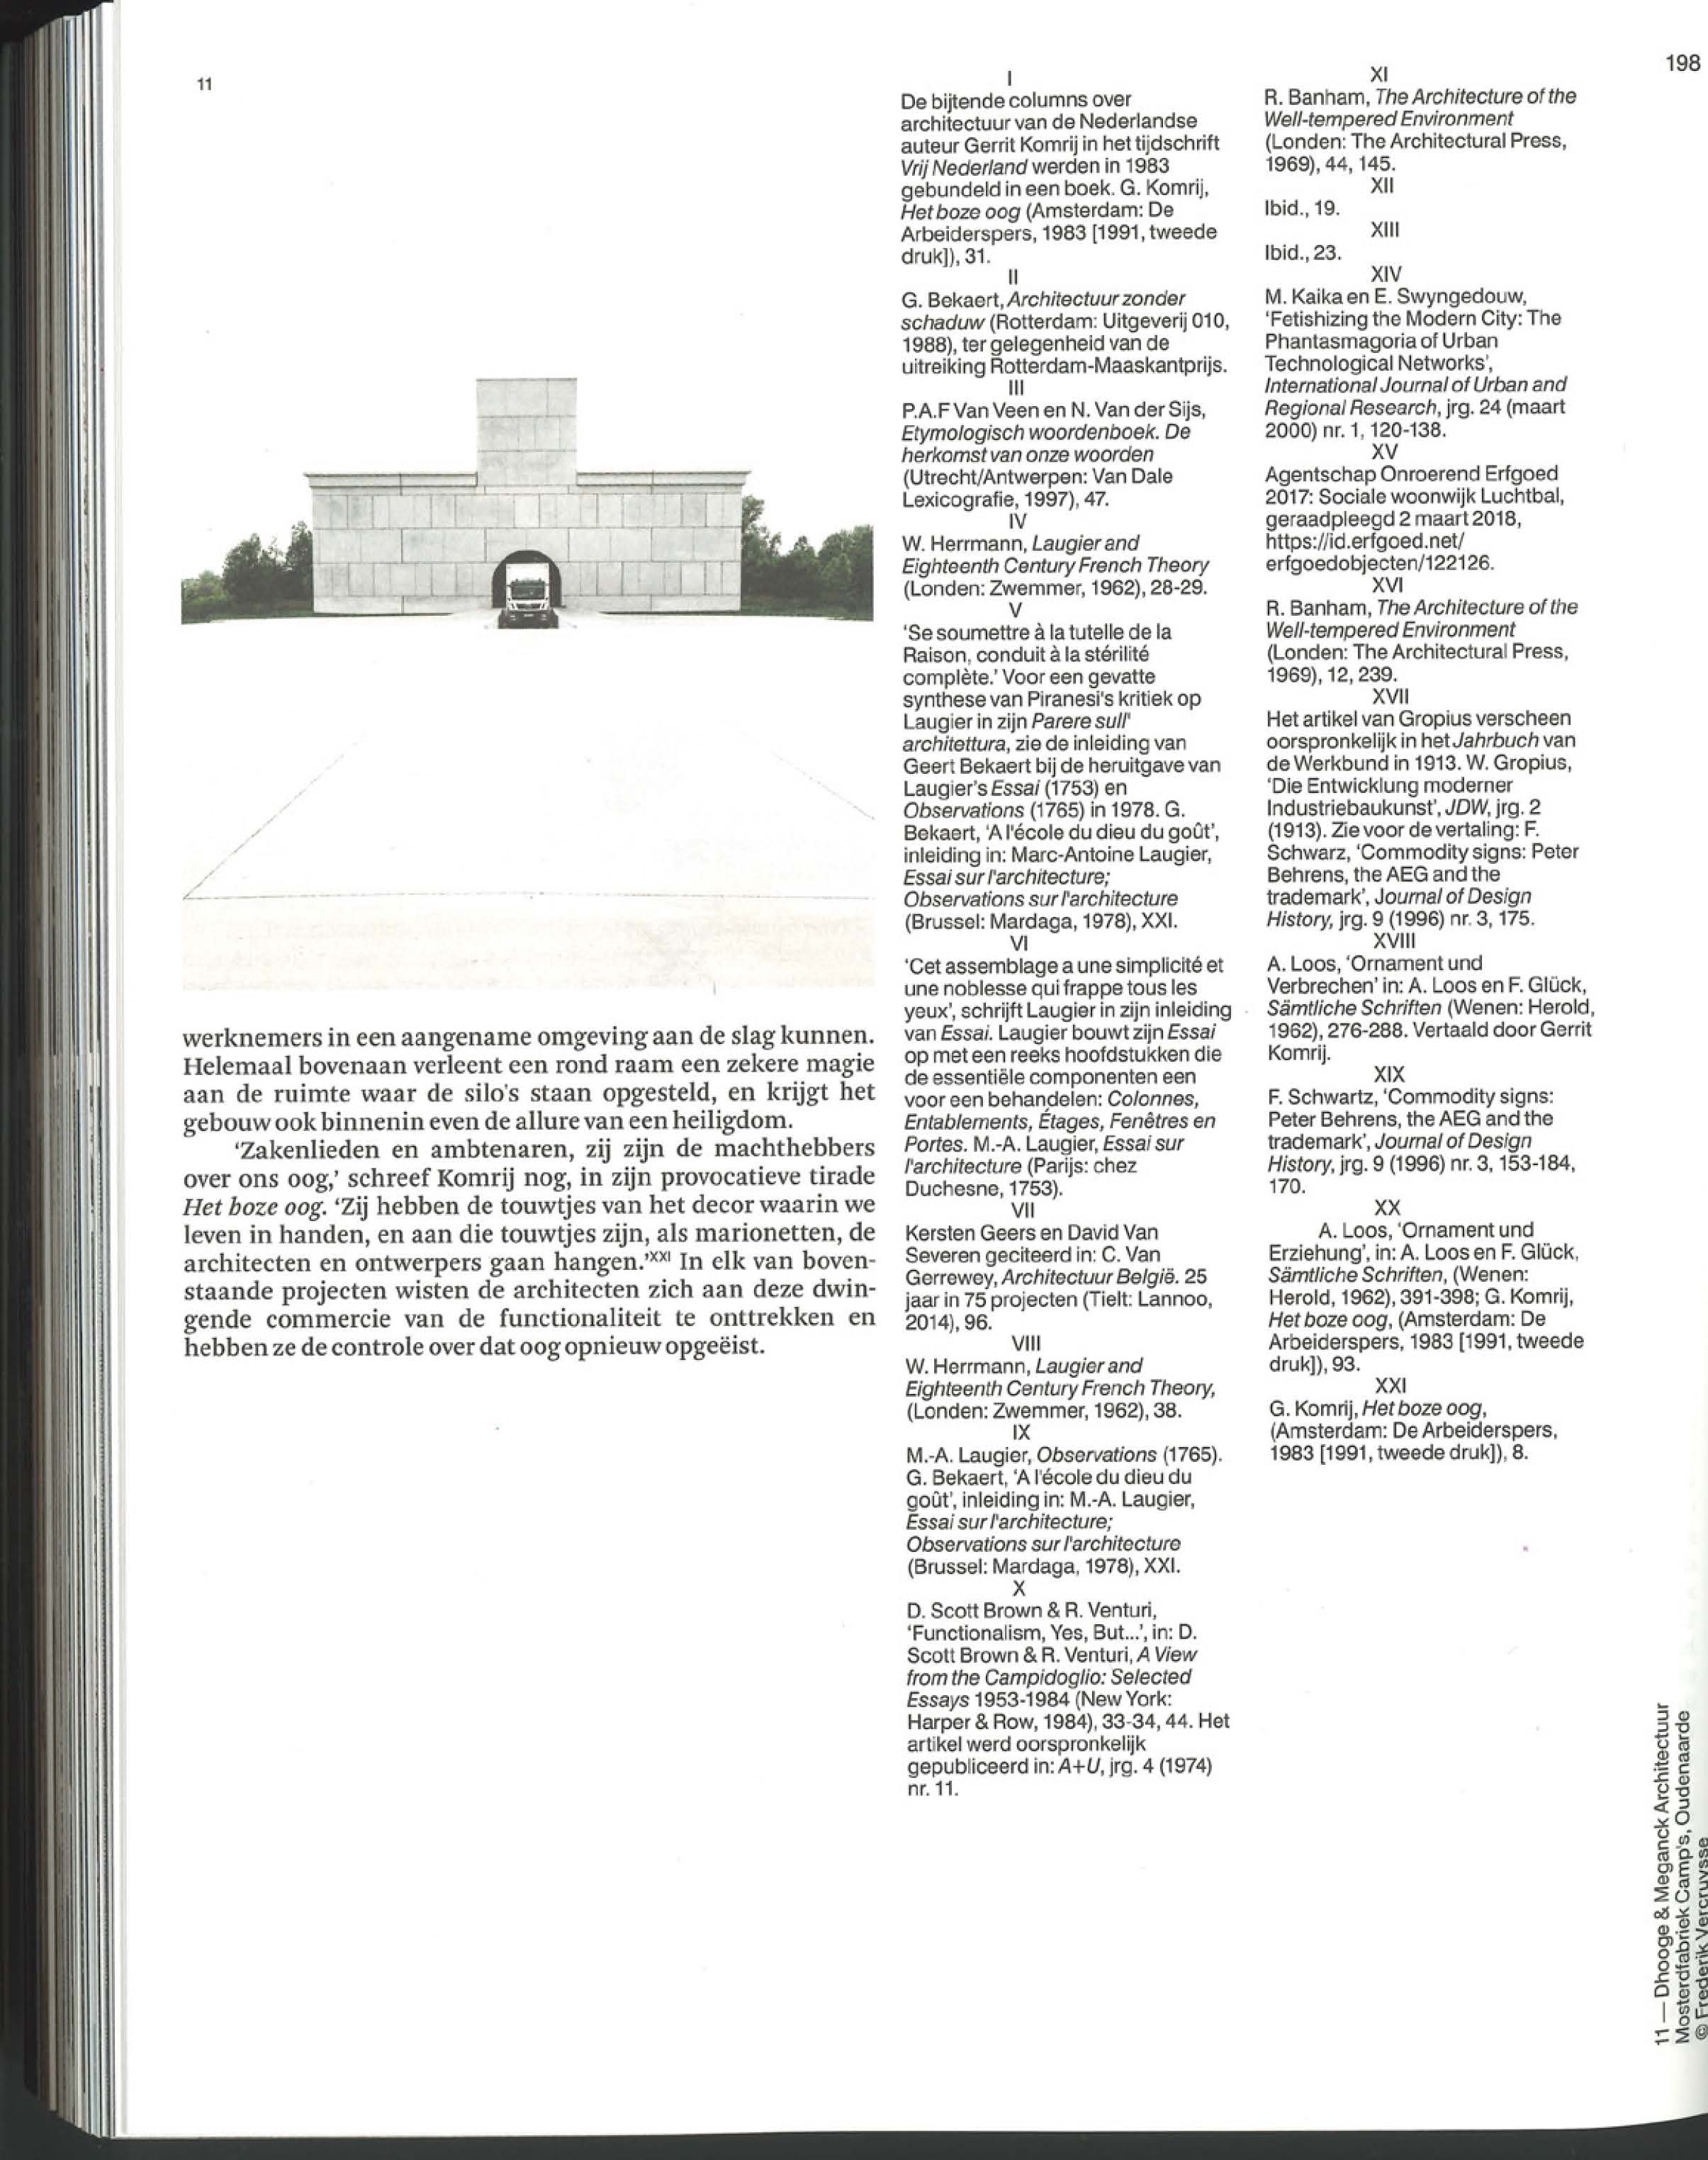 198
11
werknemers in een aangename omgeving aan de slag kunnen.
Helemaal bovenaan verleent een rond raam een zekere magie
aan de ruimte waar de silo's staan opgesteld, en krijgt het
gebouw ook binnenin even de allure van een heiligdom.
'Zakenlieden en ambtenaren, zij zijn de machthebbers
over ons oog,' schreef Komrij nog, in zijn provocatieve tirade
Het boze oog. 'Zij hebben de touwtjes van het decor waarin we
leven in handen, en aan die touwtjes zijn, als marionetten, de
architecten en ontwerpers gaan hangen.'XXI In elk van boven-
staande projecten wisten de architecten zich aan deze dwin-
gende commercie van de functionaliteit te onttrekken en
hebben ze de controle over dat oog opnieuw opgeëist.
I
De bijtende columns over
architectuur van de Nederlandse
auteur Gerrit Komrij in het tijdschrift
Vrij Nederland werden in 1983
gebundeld in een boek. G. Komrij,
Het boze oog (Amsterdam: De
Arbeiderspers, 1983 [1991, tweede
druk]), 31.
II
G. Bekaert, Architectuur zonder
schaduw (Rotterdam: Uitgeverij 010,
1988), ter gelegenheid van de
uitreiking Rotterdam-Maaskantprijs.
III
P.A.F Van Veen en N. Van der Sijs,
Etymologisch woordenboek. De
herkomst van onze woorden
(Utrecht/Antwerpen: Van Dale
Lexicografie, 1997), 47.
IV
W. Herrmann, Laugier and
Eighteenth Century French Theory
(Londen: Zwemmer, 1962), 28-29.
V
'Se soumettre à la tutelle de la
Raison, conduit à la stérilité
complète.' Voor een gevatte
synthese van Piranesi's kritiek op
Laugier in zijn Parere sull'
architettura, zie de inleiding van
Geert Bekaert bij de heruitgave van
Laugier's Essai (1753) en
Observations (1765) in 1978. G.
Bekaert, 'A l'école du dieu du goût',
inleiding in: Marc-Antoine Laugier,
Essai sur l'architecture;
Observations sur l'architecture
(Brussel: Mardaga, 1978), XXI.
VI
'Cet assemblage a une simplicité et
une noblesse qui frappe tous les
yeux', schrijft Laugier in zijn inleiding
van Essai. Laugier bouwt zijn Essai
op met een reeks hoofdstukken die
de essentiële componenten een
voor een behandelen: Colonnes,
Entablements, Étages, Fenêtres en
Portes. M.-A. Laugier, Essai sur
l'architecture (Parijs: chez
Duchesne, 1753).
VII
Kersten Geers en David Van
Severen geciteerd in: C. Van
Gerrewey, Architectuur België. 25
jaar in 75 projecten (Tielt: Lannoo,
2014), 96.
VIII
W. Herrmann, Laugier and
Eighteenth Century French Theory,
(Londen: Zwemmer, 1962), 38.
IX
M.-A. Laugier, Observations (1765).
G. Bekaert, 'A l'école du dieu du
goût', inleiding in: M.-A. Laugier,
Essai sur l'architecture;
Observations sur l'architecture
(Brussel: Mardaga, 1978), XXI.
X
D. Scott Brown & R. Venturi,
'Functionalism, Yes, But...', in: D.
Scott Brown & R. Venturi, A View
from the Campidoglio: Selected
Essays 1953-1984 (New York:
Harper & Row, 1984), 33-34, 44. Het
artikel werd oorspronkelijk
gepubliceerd in: A+U, jrg. 4 (1974)
nr. 11.
XI
R. Banham, The Architecture of the
Well-tempered Environment
(Londen: The Architectural Press,
1969), 44, 145.
XII
Ibid., 19.
XIII
Ibid., 23.
XIV
M. Kaika en E. Swyngedouw,
'Fetishizing the Modern City: The
Phantasmagoria of Urban
Technological Networks',
International Journal of Urban and
Regional Research, jrg. 24 (maart
2000) nr. 1, 120-138.
XV
Agentschap Onroerend Erfgoed
2017: Sociale woonwijk Luchtbal,
geraadpleegd 2 maart 2018,
https://id.erfgoed.net/
erfgoedobjecten/122126.
XVI
R. Banham, The Architecture of the
Well-tempered Environment
(Londen: The Architectural Press,
1969), 12, 239.
XVII
Het artikel van Gropius verscheen
oorspronkelijk in het Jahrbuch van
de Werkbund in 1913. W. Gropius,
'Die Entwicklung moderner
Industriebaukunst', JDW, jrg. 2
(1913). Zie voor de vertaling: F.
Schwarz, 'Commodity signs: Peter
Behrens, the AEG and the
trademark', Journal of Design
History, jrg. 9 (1996) nr. 3, 175.
XVIII
A. Loos, 'Ornament und
Verbrechen' in: A. Loos en F. Glück,
Sämtliche Schriften (Wenen: Herold,
1962), 276-288. Vertaald door Gerrit
Komrij.
XIX
F. Schwartz, 'Commodity signs:
Peter Behrens, the AEG and the
trademark', Journal of Design
History, jrg. 9 (1996) nr. 3, 153-184,
170.
XX
A. Loos, 'Ornament und
Erziehung', in: A. Loos en F. Glück,
Sämtliche Schriften, (Wenen:
Herold, 1962), 391-398; G. Komrij,
Het boze oog, (Amsterdam: De
Arbeiderspers, 1983 [1991, tweede
druk]), 93.
XXI
G. Komrij, Het boze oog,
(Amsterdam: De Arbeiderspers,
1983 [1991, tweede druk]), 8.
11 — Dhooge & Meganck Architectuur
Mosterdfabriek Camp's, Oudenaarde
© Frederik Vercruysse